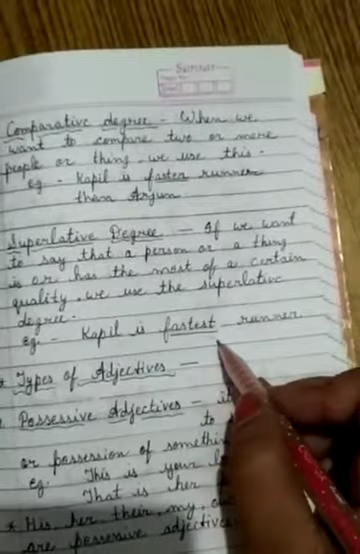 Comparative degree - When we
want to compare two or more
people or thing. we use this.
eg. - Kapil is faster runner
than Arjun
Superlative Degree - If we want
to say that a person or a thing
is or has the most of a certain
quality. we use the superlative
degree.
eg. - Kapil is fastest runner
Types of Adjectives -
Possessive Adjectives - it
to
or possession of somethin
eg. This is your
That is her
* His, her, their, my,
are possessive adjectives